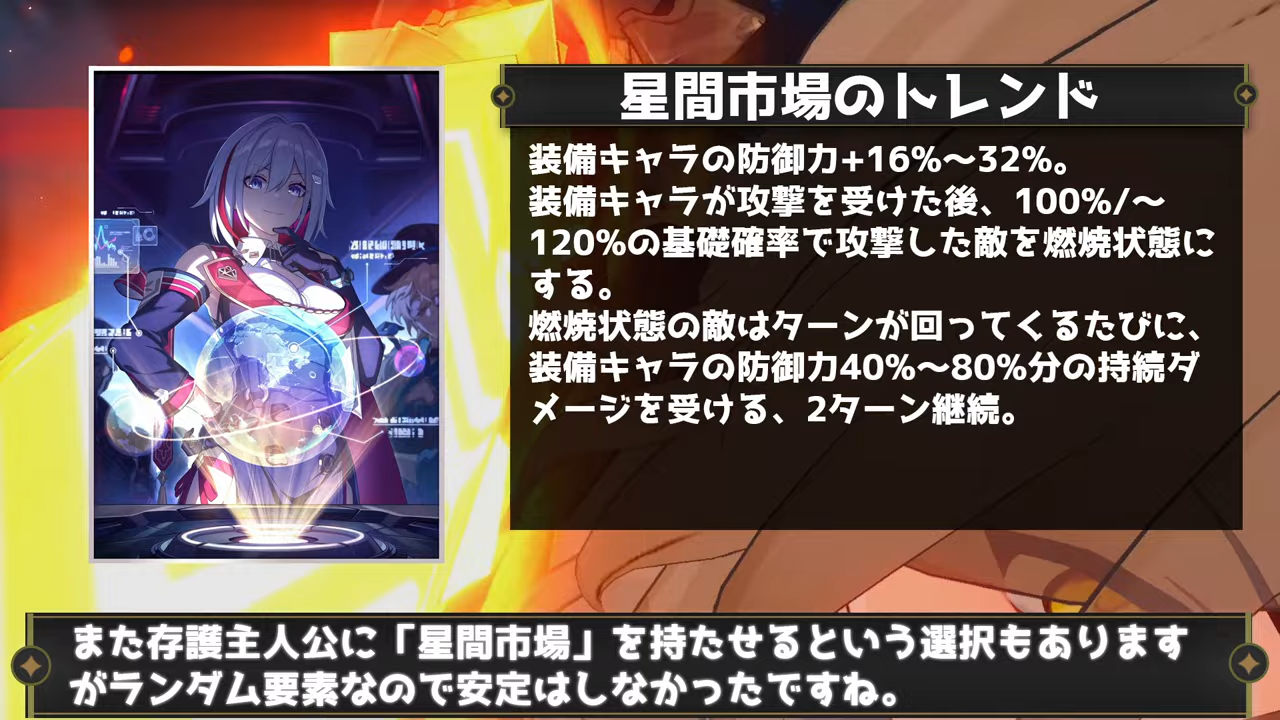 星間市場のトレンド
装備キャラの防御力+16%～32%。
装備キャラが攻撃を受けた後、100%/～
120%の基礎確率で攻撃した敵を燃焼状態に
する。
燃焼状態の敵はターンが回ってくるたびに、
装備キャラの防御力40%～80%分の持続ダ
メージを受ける、2ターン継続。
また存護主人公に「星間市場」を持たせるという選択もあります
がランダム要素なので安定はしなかったですね。